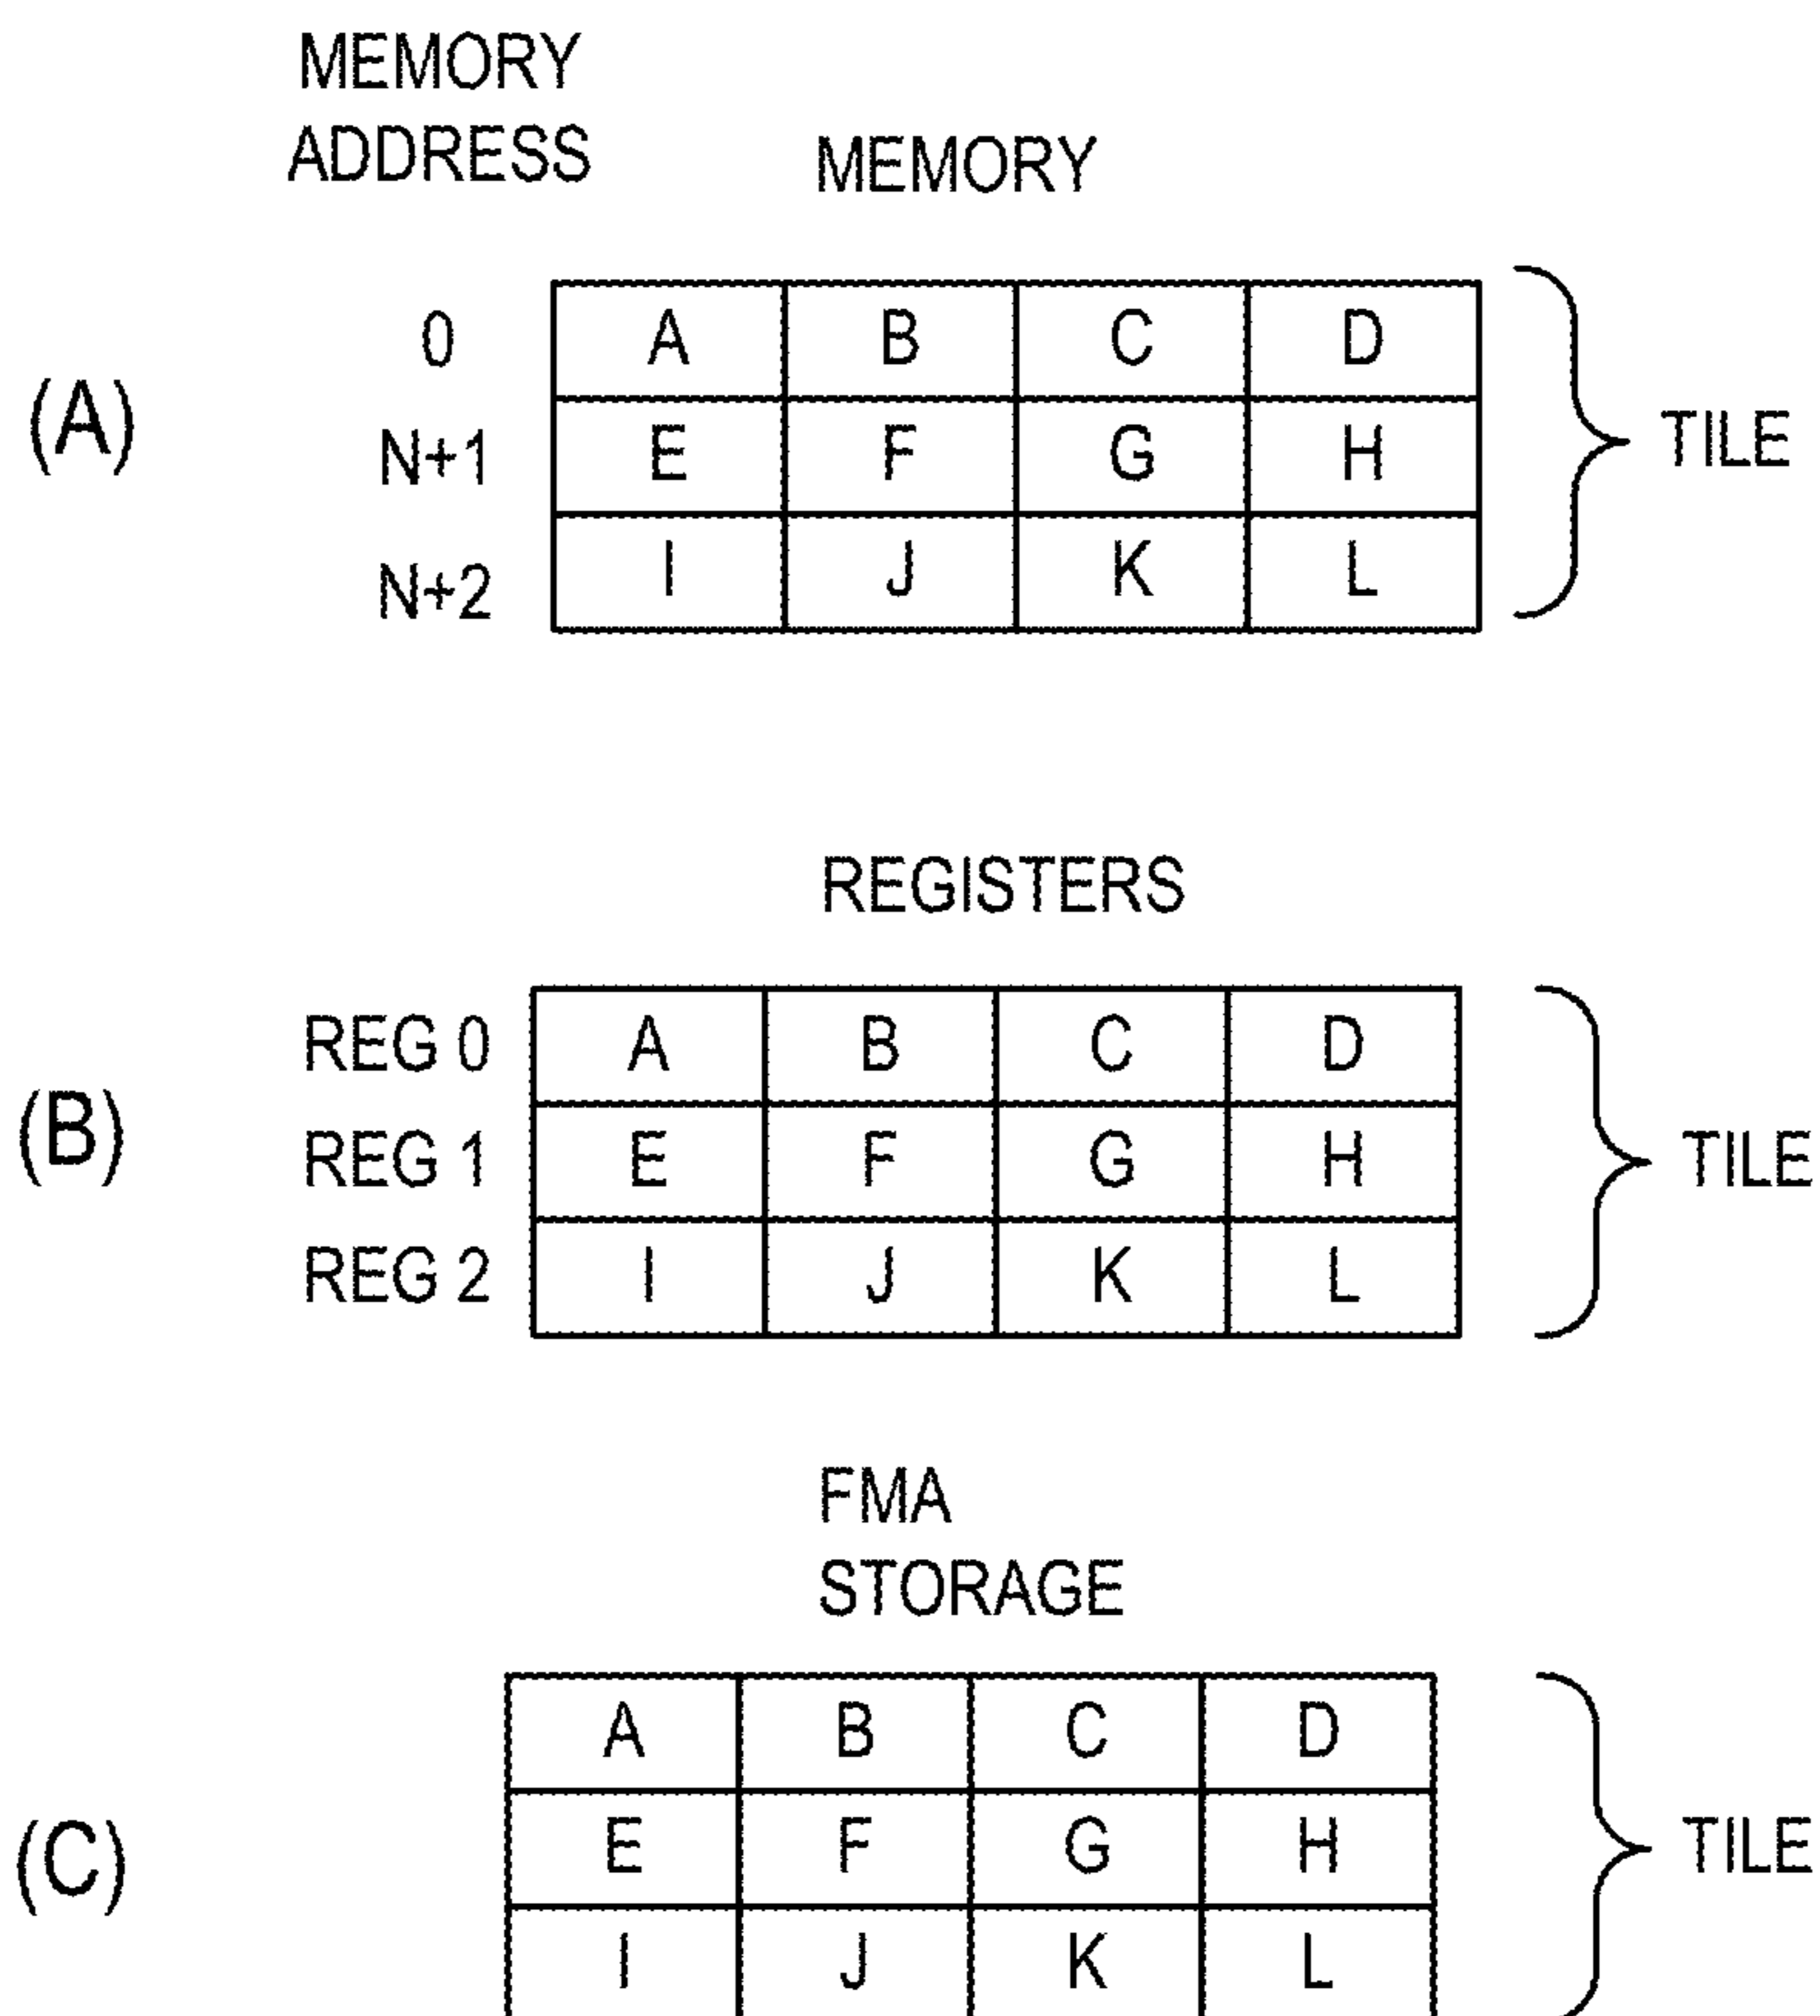 MEMORY
ADDRESS
MEMORY
0 A B C D
(A)
N+1 E F G H
TILE
N+2 I J K L
REGISTERS
REG 0 A B C D
(B)
REG 1 E F G H
TILE
REG 2 I J K L
FMA
STORAGE
A B C D
(C)
E F G H
TILE
I J K L